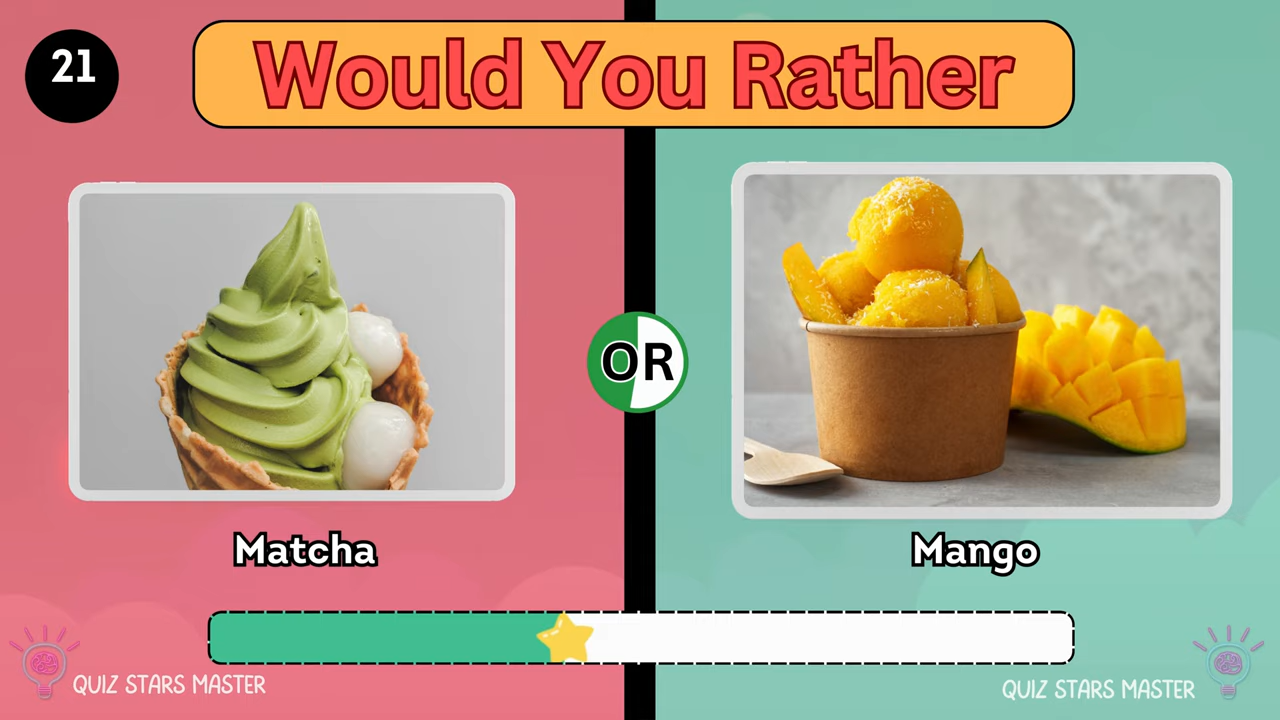 21
Would You Rather
OR
Matcha
Mango
QUIZ STARS MASTER
QUIZ STARS MASTER